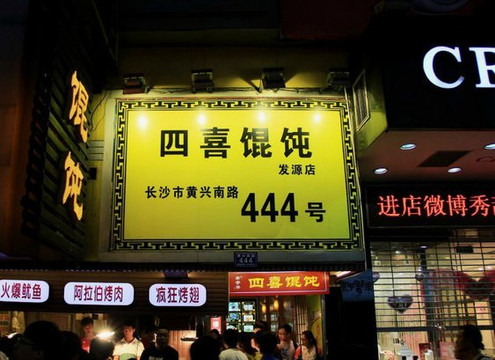 馄饨
四喜馄饨
发源店
长沙市黄兴南路
444号
CR
进店微博秀
火爆鱿鱼
阿拉伯烤肉
疯狂烤翅
四喜馄饨